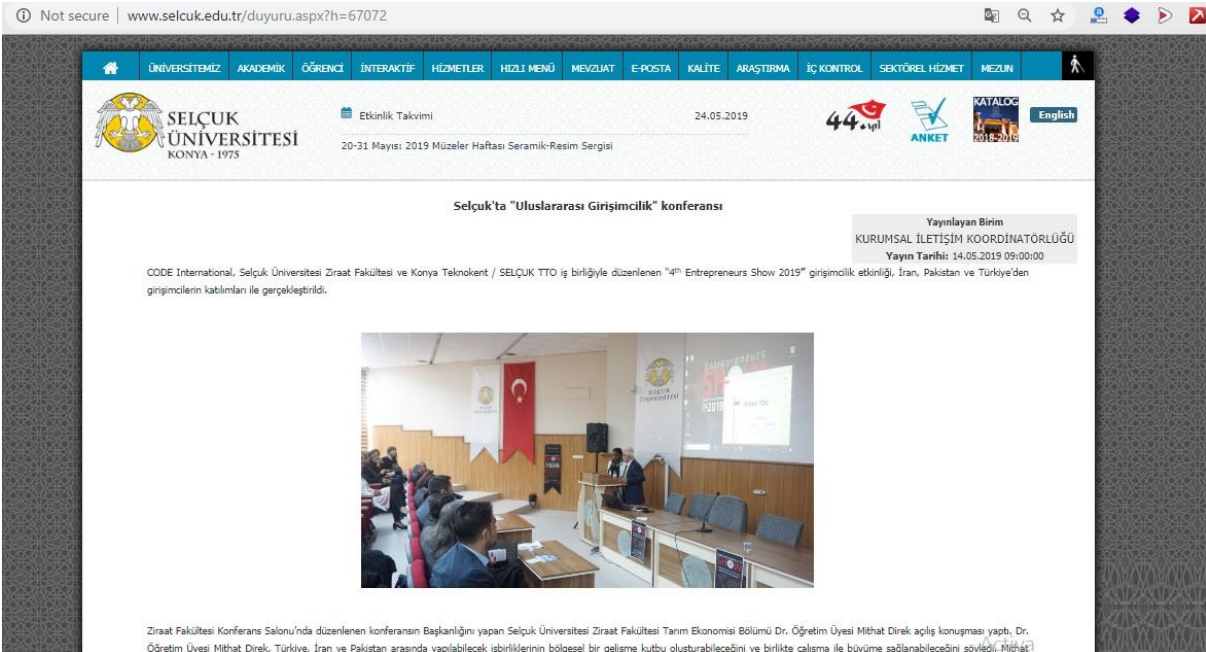 Not secure | www.selcuk.edu.tr/duyuru.aspx?h=67072
ÜNİVERSİTEMİZ AKADEMİK ÖĞRENCİ İNTERAKTİF HİZMETLER HIZLI MENÜ MEVZUAT E-POSTA KALİTE ARAŞTIRMA İÇ KONTROL SEKTÖREL HİZMET MEZUN
SELÇUK
ÜNİVERSİTESİ
KONYA - 1975
Etkinlik Takvimi 24.05.2019
20-31 Mayıs: 2019 Müzeler Haftası Seramik-Resim Sergisi
44.yıl
ANKET
KATALOG
2018-2019
English
Selçuk'ta "Uluslararası Girişimcilik" konferansı
Yayınlayan Birim
KURUMSAL İLETİŞİM KOORDİNATÖRLÜĞÜ
Yayın Tarihi: 14.05.2019 09:00:00
CODE International, Selçuk Üniversitesi Ziraat Fakültesi ve Konya Teknokent / SELÇUK TTO iş birliğiyle düzenlenen "4th Entrepreneurs Show 2019" girişimcilik etkinliği, İran, Pakistan ve Türkiye'den
girişimcilerin katılımları ile gerçekleştirildi.
Entrepreneurs
SELÇUK
ÜNİVERSİTESİ
Ziraat Fakültesi Konferans Salonu'nda düzenlenen konferansın Başkanlığını yapan Selçuk Üniversitesi Ziraat Fakültesi Tarım Ekonomisi Bölümü Dr. Öğretim Üyesi Mithat Direk açılış konuşması yaptı. Dr.
Öğretim Üyesi Mithat Direk, Türkiye, İran ve Pakistan arasında yapılabilecek işbirliklerinin bölgesel bir gelişme kutbu oluşturabileceğini ve birlikte çalışma ile büyüme sağlanabileceğini söyledi. Mithat
Activa